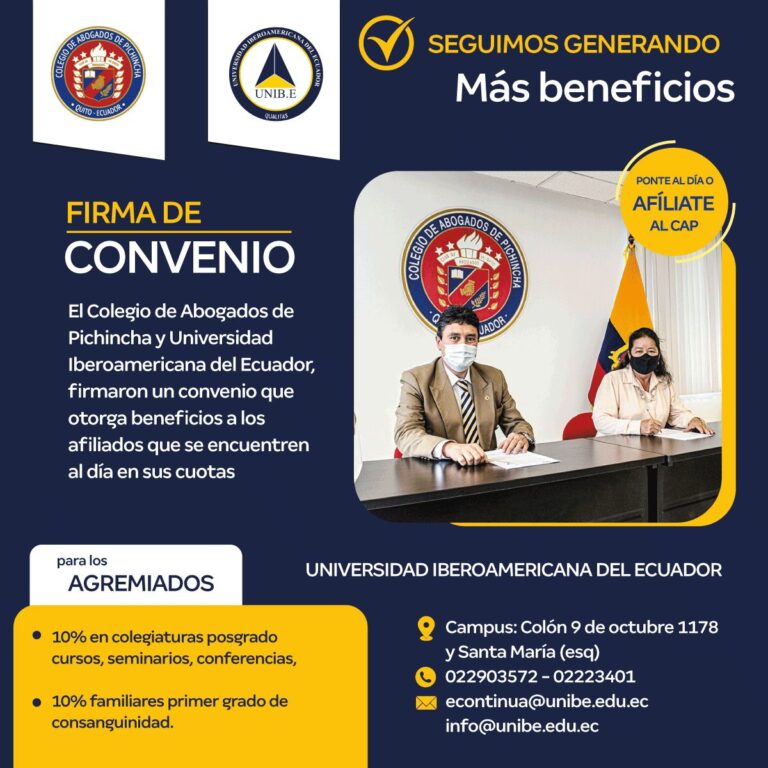 COLEGIO DE ABOGADOS DE PICHINCHA
QUITO - ECUADOR
UNIVERSIDAD IBEROAMERICANA DEL ECUADOR
UNIB.E
QUALITAS
SEGUIMOS GENERANDO
Más beneficios
PONTE AL DÍA O
AFÍLIATE
AL CAP
FIRMA DE
CONVENIO
El Colegio de Abogados de
Pichincha y Universidad
Iberoamericana del Ecuador,
firmaron un convenio que
otorga beneficios a los
afiliados que se encuentren
al día en sus cuotas
COLEGIO DE ABOGADOS DE PICHINCHA
ECUADOR
para los
AGREMIADOS
10% en colegiaturas posgrado
cursos, seminarios, conferencias,
10% familiares primer grado de
consanguinidad.
UNIVERSIDAD IBEROAMERICANA DEL ECUADOR
Campus: Colón 9 de octubre 1178
y Santa María (esq)
022903572 - 02223401
econtinua@unibe.edu.ec
info@unibe.edu.ec